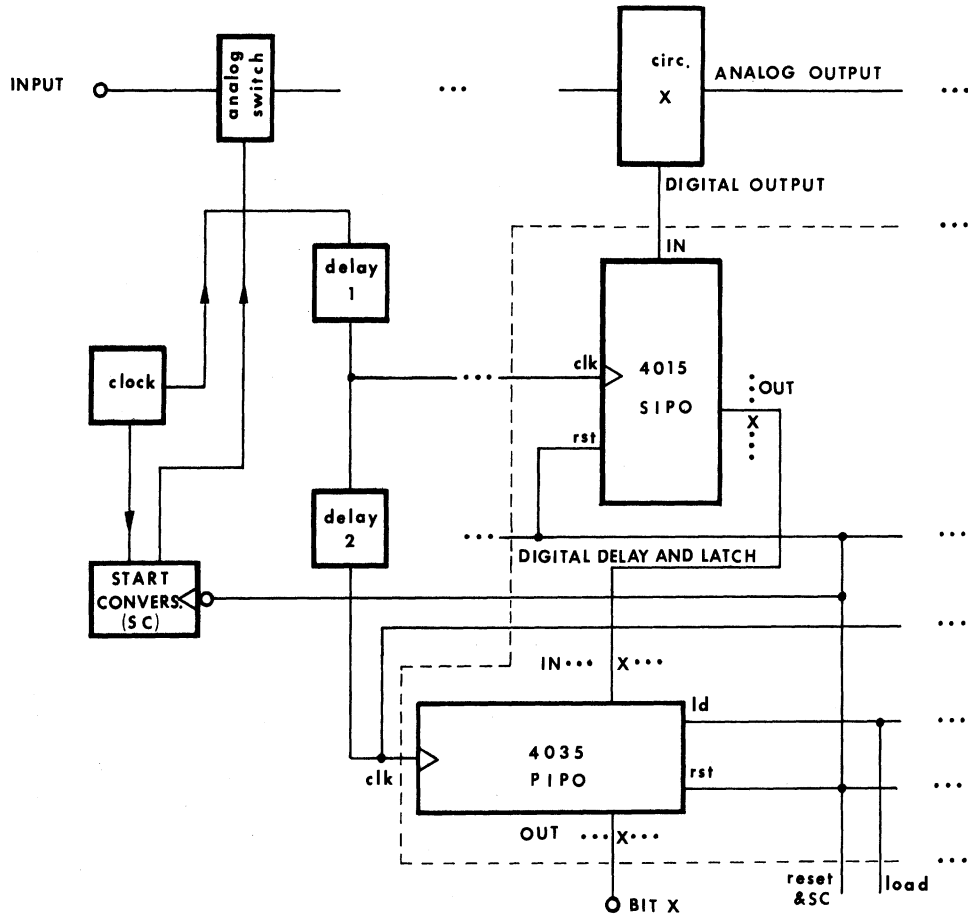 INPUT
analog
switch
...
circ.
X
ANALOG OUTPUT
...
DIGITAL OUTPUT
...
IN
delay
1
clock
... clk
4015
SIPO
OUT
X
rst
delay
2
...
...
DIGITAL DELAY AND LATCH
START
CONVERS.
(SC)
...
IN... X...
ld
...
4035
PIPO
clk
rst
...
OUT ...X...
...
reset
&SC
load
BIT X